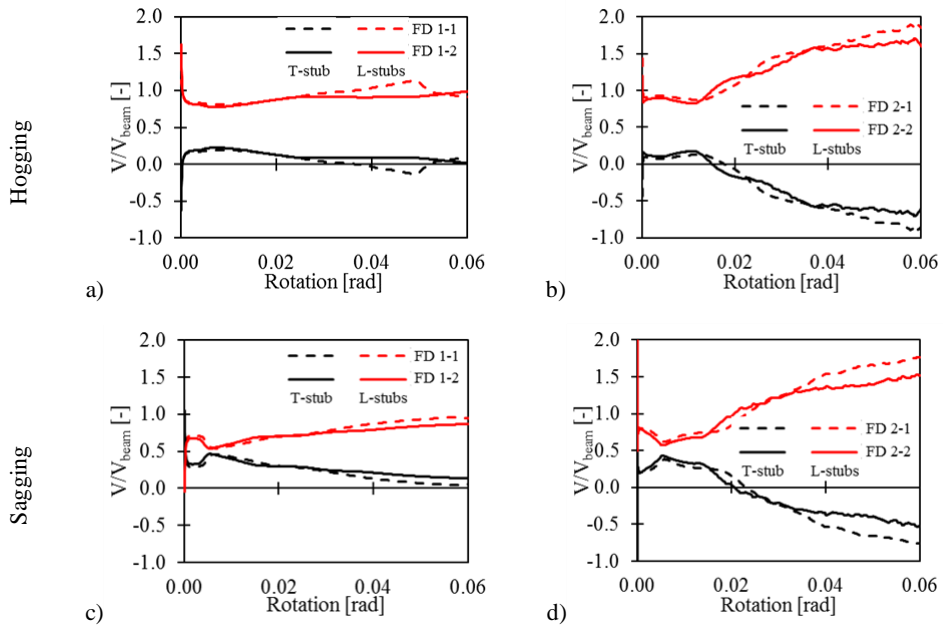 Hogging
V/V_beam [-]
2.0
1.5
1.0
0.5
0.0
-0.5
-1.0
FD 1-1
FD 1-2
T-stub L-stubs
0.00 0.02 0.04 0.06
Rotation [rad]
a)
V/V_beam [-]
2.0
1.5
1.0
0.5
0.0
-0.5
-1.0
FD 2-1
FD 2-2
T-stub L-stubs
0.00 0.02 0.04 0.06
Rotation [rad]
b)
Sagging
V/V_beam [-]
2.0
1.5
1.0
0.5
0.0
-0.5
-1.0
FD 1-1
FD 1-2
T-stub L-stubs
0.00 0.02 0.04 0.06
Rotation [rad]
c)
V/V_beam [-]
2.0
1.5
1.0
0.5
0.0
-0.5
-1.0
FD 2-1
FD 2-2
T-stub L-stubs
0.00 0.02 0.04 0.06
Rotation [rad]
d)